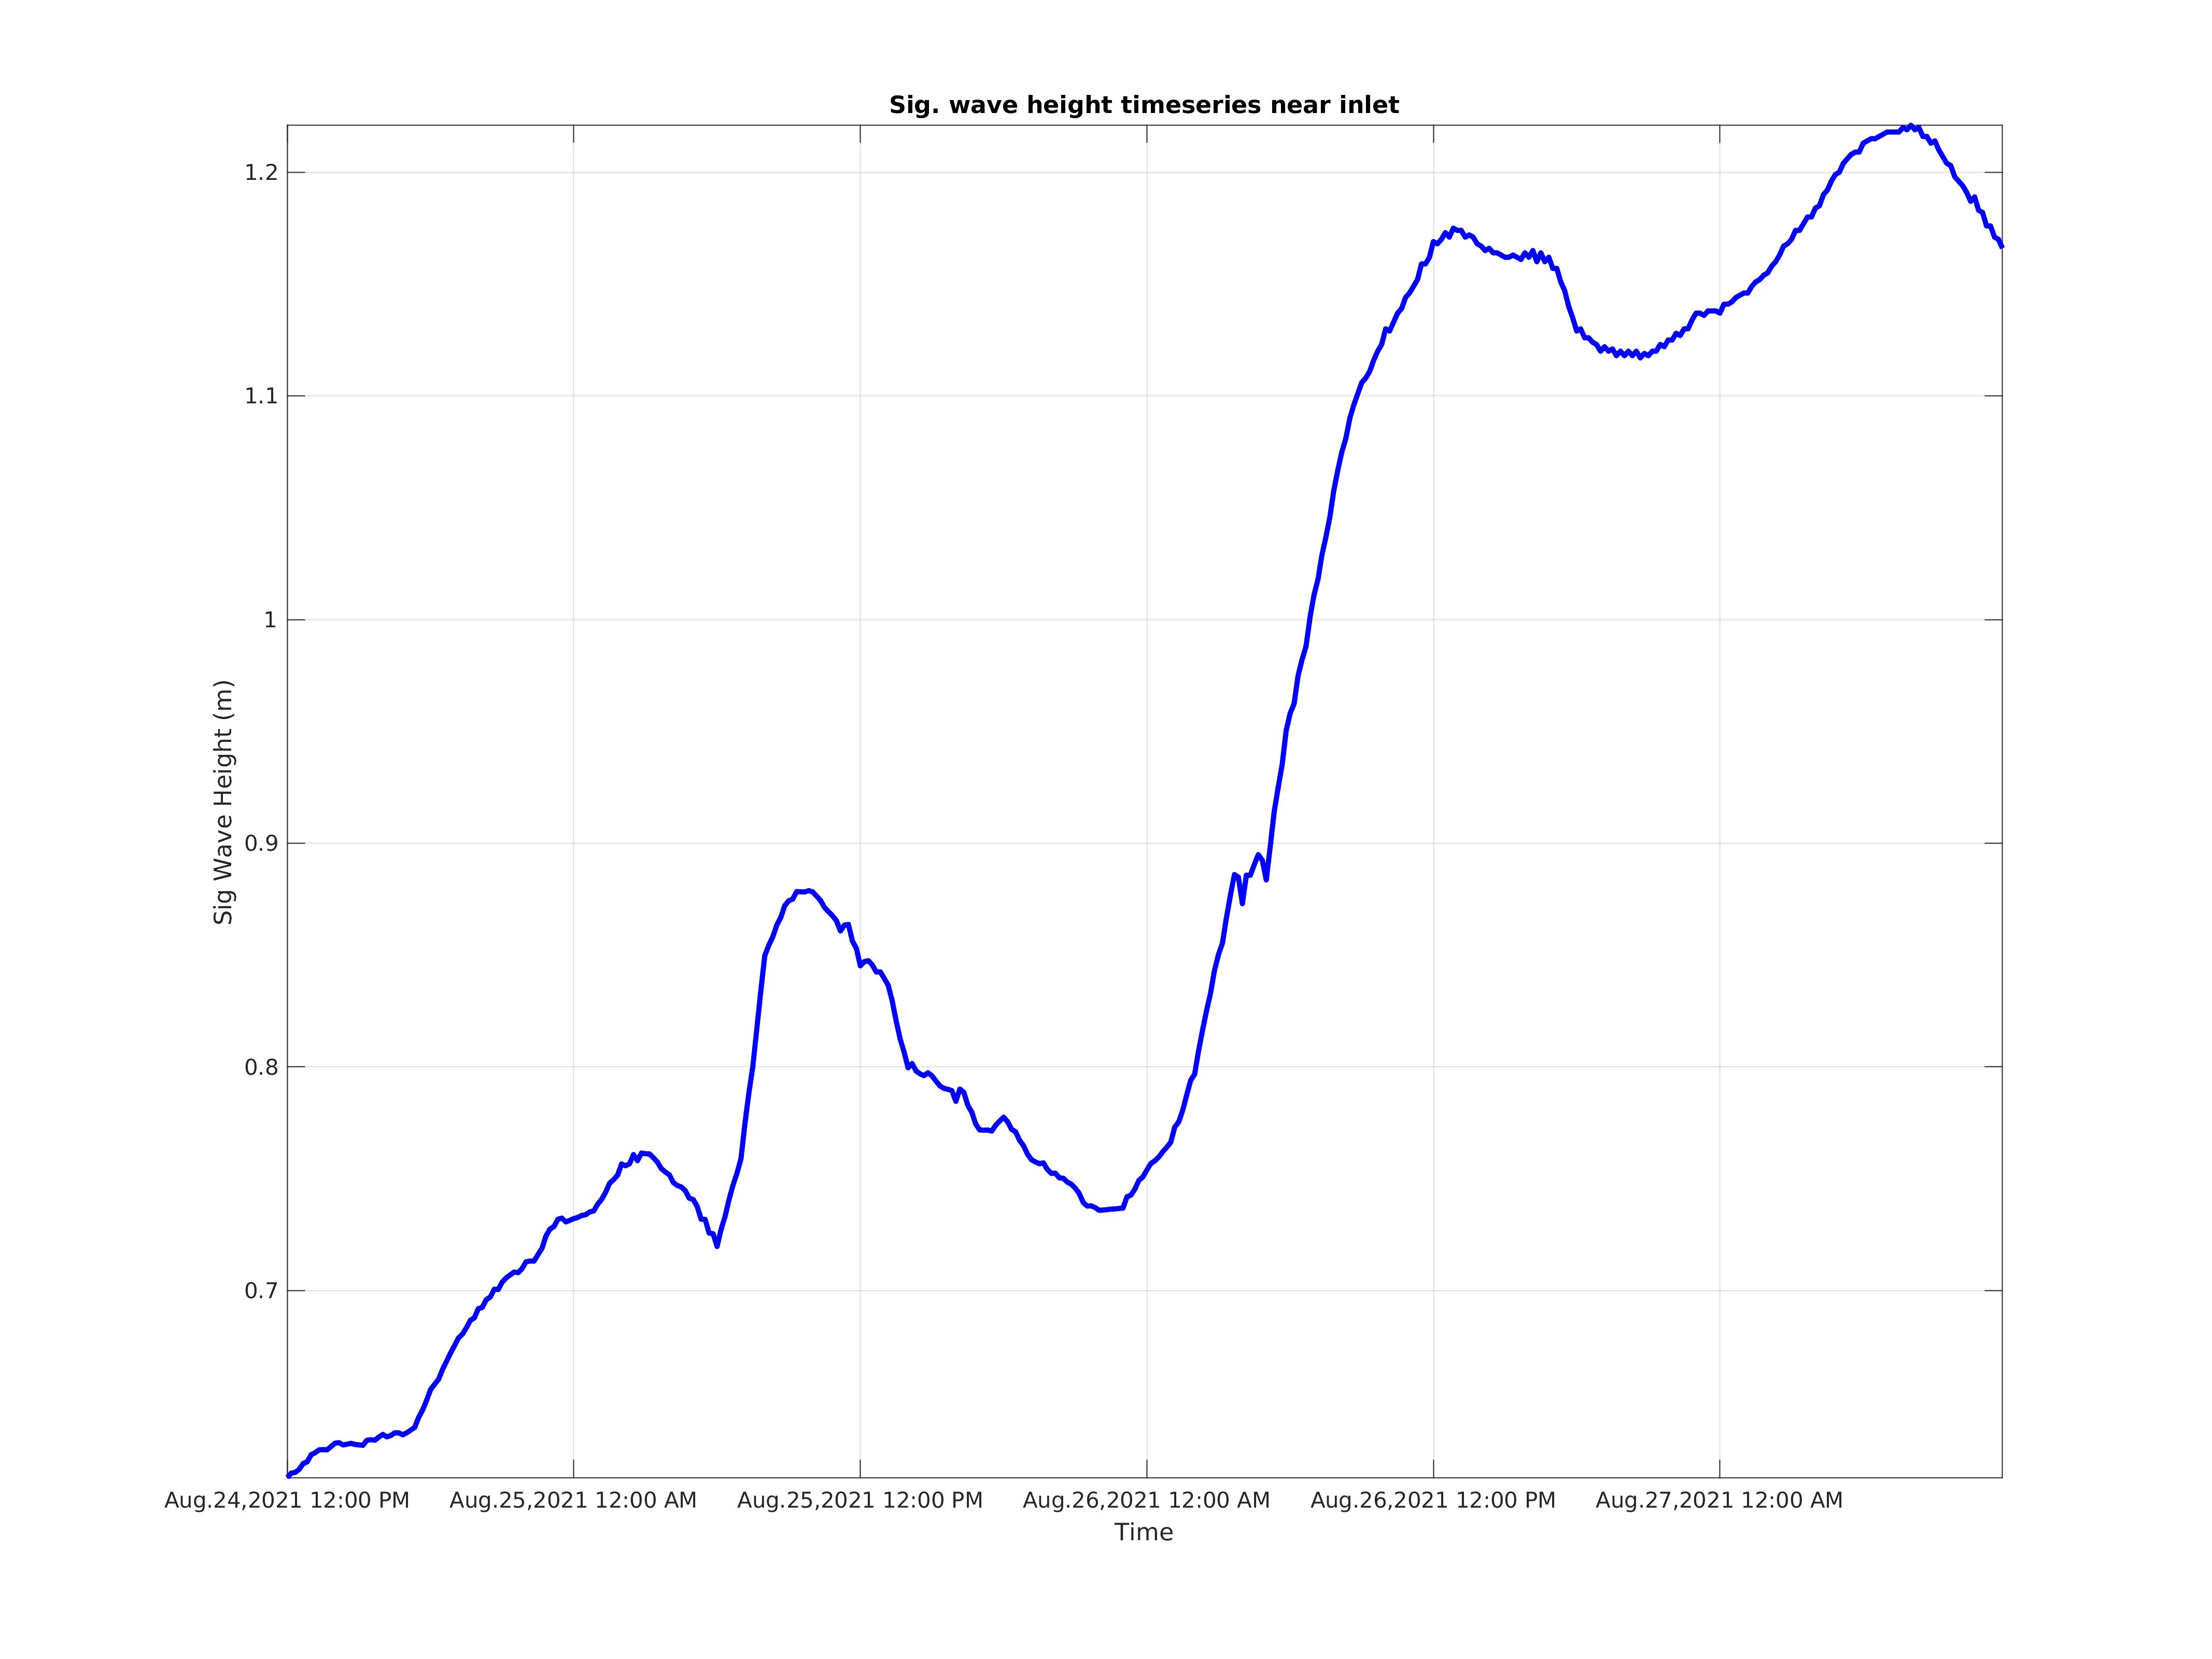 Sig. wave height timeseries near inlet
1.2
1.1
1
0.9
0.8
0.7
Sig Wave Height (m)
Aug.24,2021 12:00 PM Aug.25,2021 12:00 AM Aug.25,2021 12:00 PM Aug.26,2021 12:00 AM Aug.26,2021 12:00 PM Aug.27,2021 12:00 AM
Time